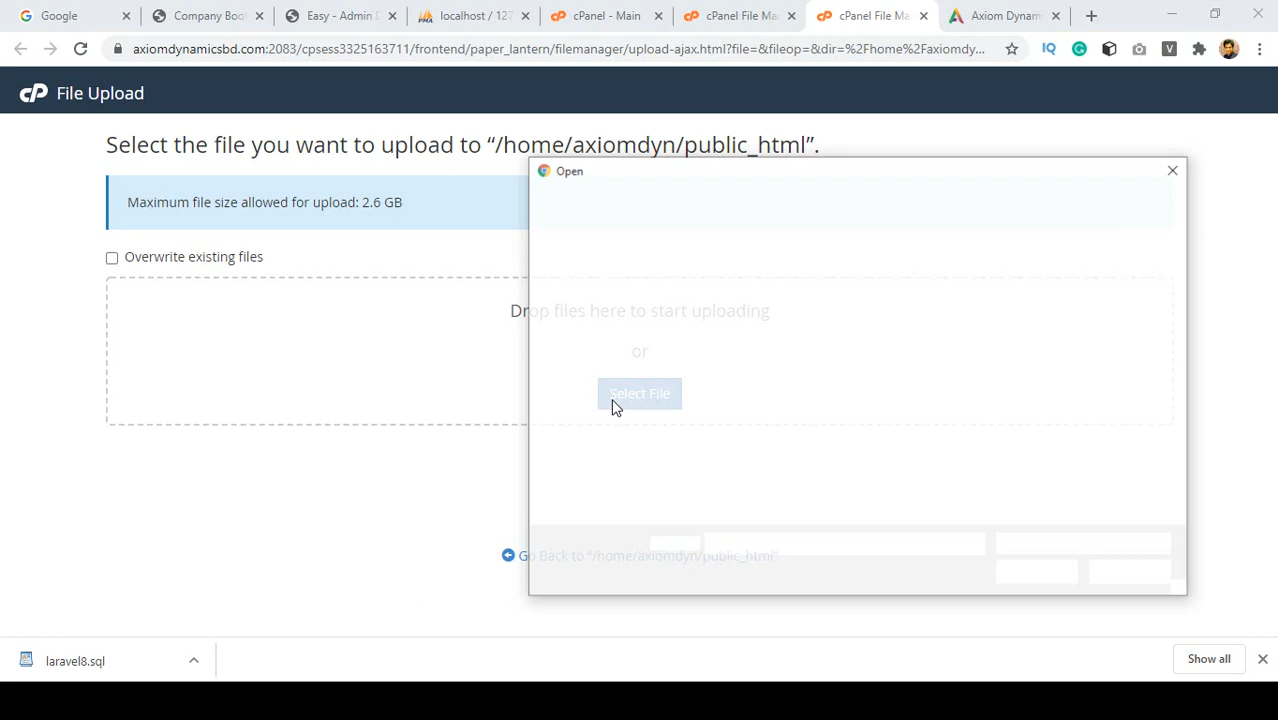 Google
Company Boo
Easy - Admin D
localhost / 127
cPanel - Main
cPanel File Ma
cPanel File Ma
Axiom Dynam
axiomdynamicsbd.com:2083/cpsess3325163711/frontend/paper_lantern/filemanager/upload-ajax.html?file=&fileop=&dir=%2Fhome%2Faxiomdy...
cP File Upload
Select the file you want to upload to “/home/axiomdyn/public_html”.
Open
Maximum file size allowed for upload: 2.6 GB
Overwrite existing files
Drop files here to start uploading
or
Select File
Go Back to “/home/axiomdyn/public_html”
laravel8.sql
Show all